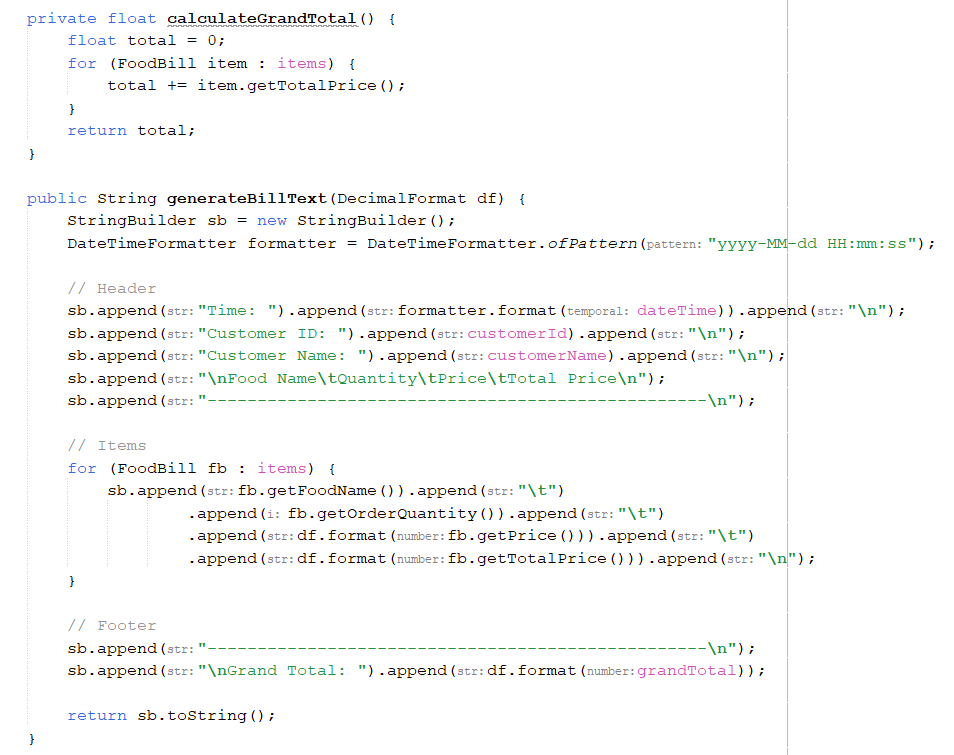 private float calculateGrandTotal() {
    float total = 0;
    for (FoodBill item : items) {
        total += item.getTotalPrice();
    }
    return total;
}

public String generateBillText(DecimalFormat df) {
    StringBuilder sb = new StringBuilder();
    DateTimeFormatter formatter = DateTimeFormatter.ofPattern(pattern: "yyyy-MM-dd HH:mm:ss");

    // Header
    sb.append(str: "Time: ").append(str: formatter.format(temporal: dateTime)).append(str: "\n");
    sb.append(str: "Customer ID: ").append(str: customerId).append(str: "\n");
    sb.append(str: "Customer Name: ").append(str: customerName).append(str: "\n");
    sb.append(str: "\nFood Name\tQuantity\tPrice\tTotal Price\n");
    sb.append(str: "--------------------------------------------------\n");

    // Items
    for (FoodBill fb : items) {
        sb.append(str: fb.getFoodName()).append(str: "\t")
                .append(i: fb.getOrderQuantity()).append(str: "\t")
                .append(str: df.format(number: fb.getPrice())).append(str: "\t")
                .append(str: df.format(number: fb.getTotalPrice())).append(str: "\n");
    }

    // Footer
    sb.append(str: "--------------------------------------------------\n");
    sb.append(str: "\nGrand Total: ").append(str: df.format(number: grandTotal));

    return sb.toString();
}